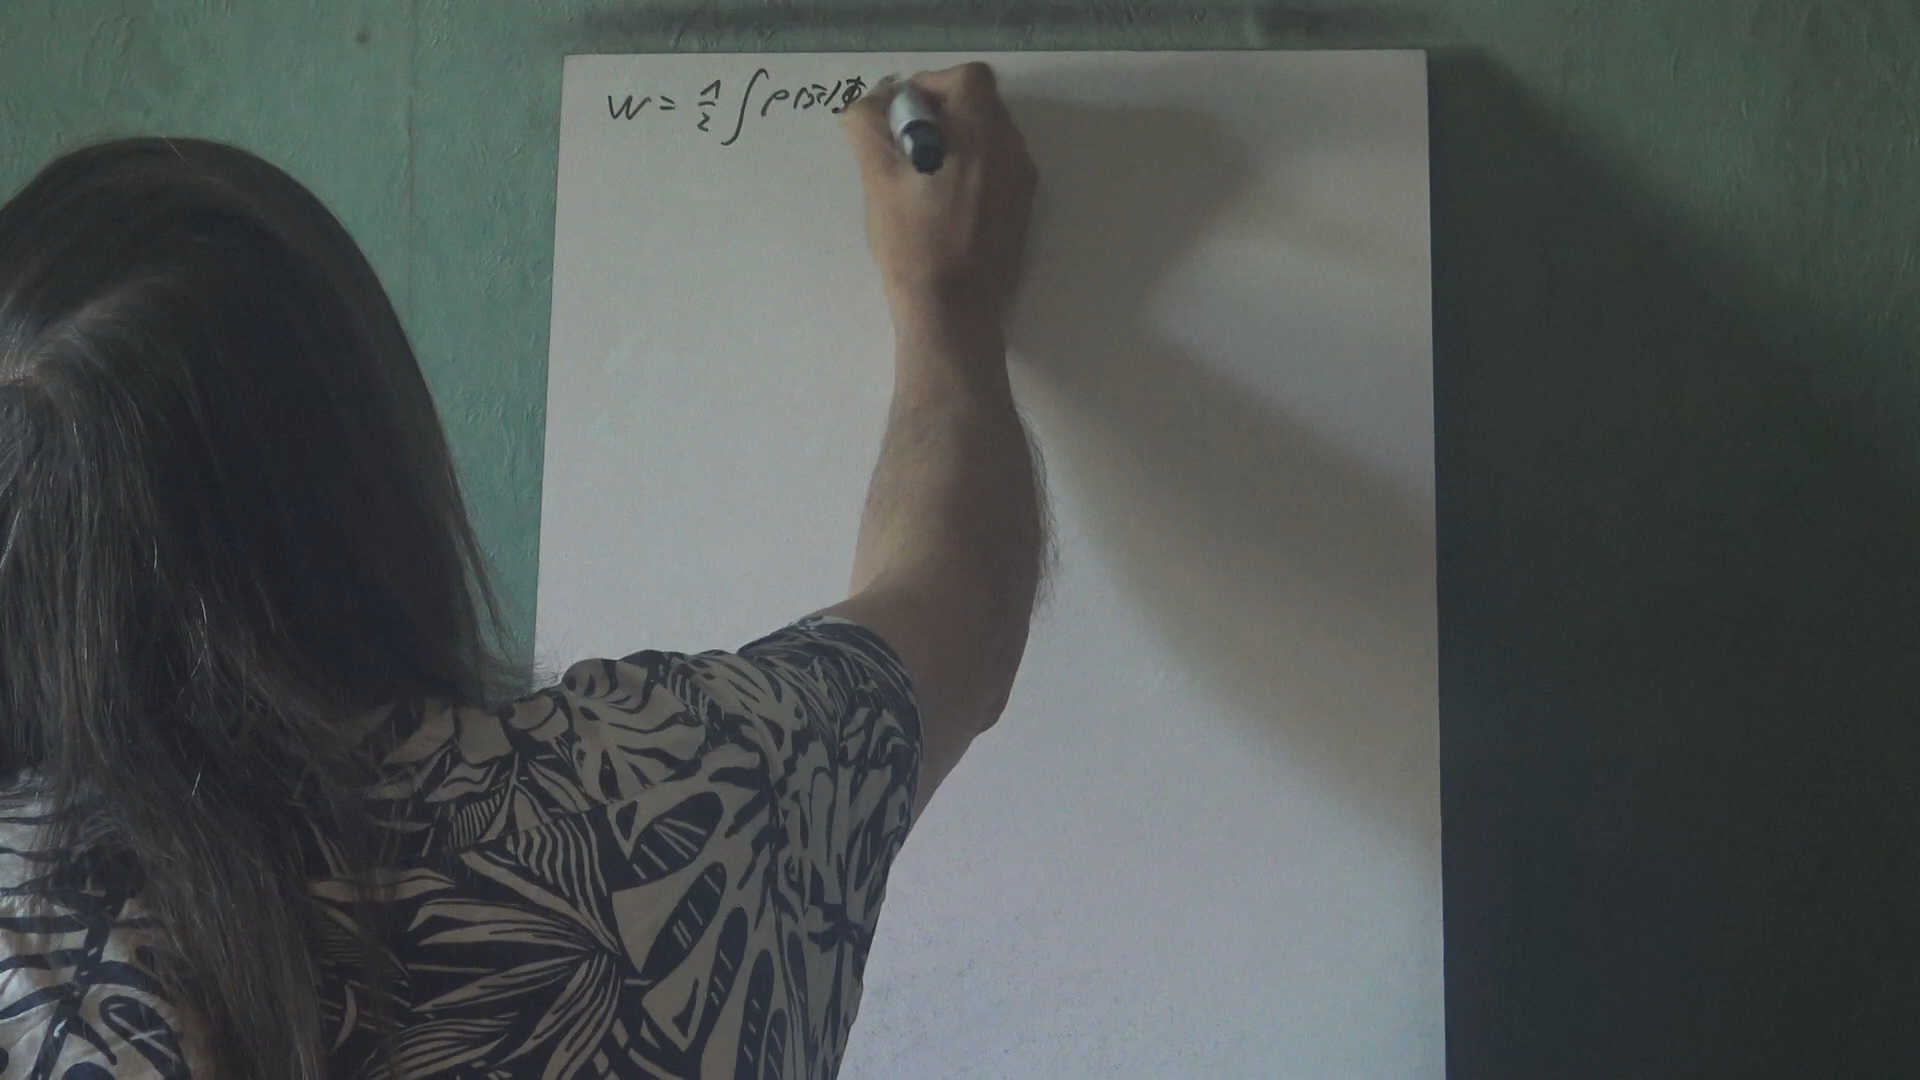 W = 1/2 ∫ ρ(x⃗) Φ